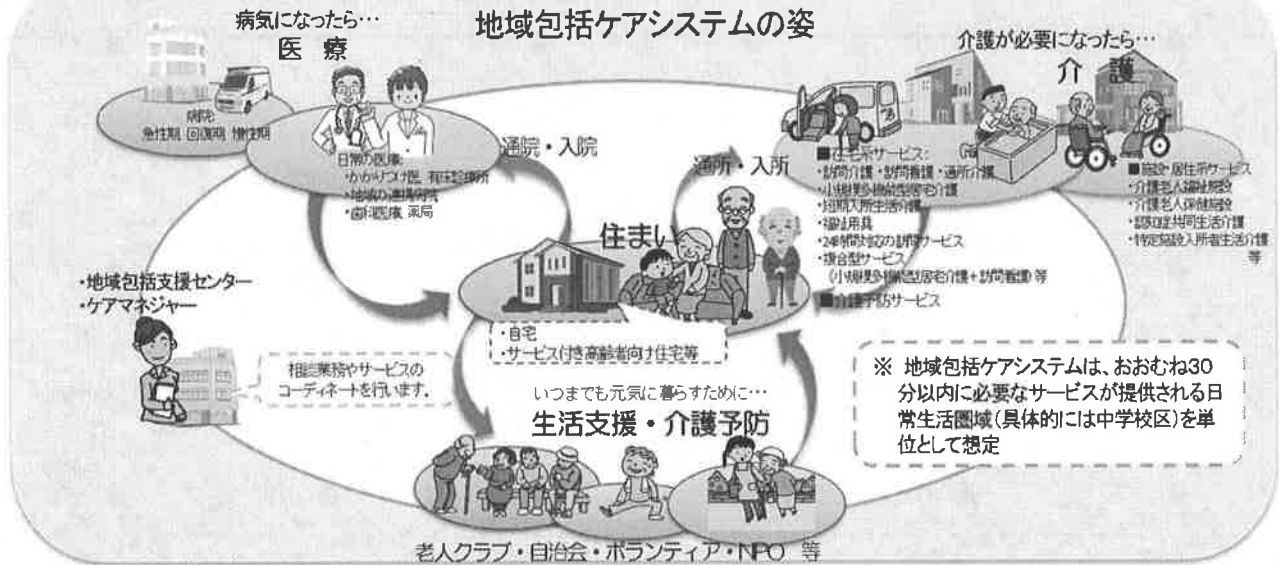 地域包括ケアシステムの姿
病気になったら…
医 療
病院:
急性期 回復期 慢性期
日常の医療:
・かかりつけ医 有床診療所
・地域の連携病院
・歯科医療 薬局
通院・入院
通所・入所
介護が必要になったら…
介 護
■在宅系サービス:
・訪問介護・訪問看護・通所介護
・小規模多機能型居宅介護
・短期入所生活介護
・福祉用具
・24時間対応の訪問サービス
・複合型サービス
(小規模多機能型居宅介護+訪問看護)等
■介護予防サービス
■施設・居住系サービス
・介護老人福祉施設
・介護老人保健施設
・認知症共同生活介護
・特定施設入所者生活介護
等
住まい
・自宅
・サービス付き高齢者向け住宅等
・地域包括支援センター
・ケアマネジャー
相談業務やサービスの
コーディネートを行います。
いつまでも元気に暮らすために…
生活支援・介護予防
老人クラブ・自治会・ボランティア・NPO 等
※ 地域包括ケアシステムは、おおむね30
分以内に必要なサービスが提供される日
常生活圏域(具体的には中学校区)を単
位として想定